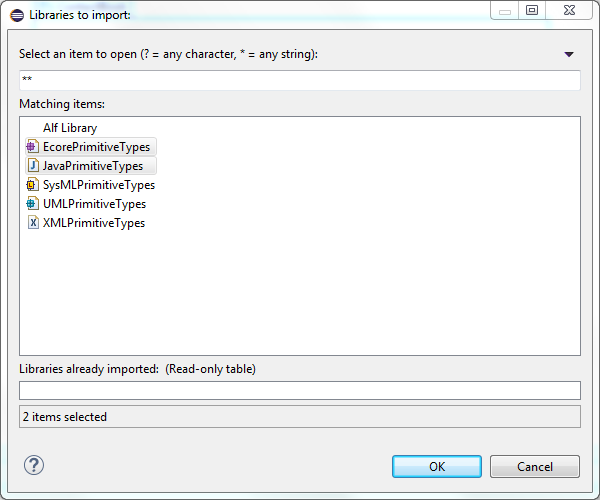 Libraries to import:
Select an item to open (? = any character, * = any string):
**
Matching items:
Alf Library
EcorePrimitiveTypes
JavaPrimitiveTypes
SysMLPrimitiveTypes
UMLPrimitiveTypes
XMLPrimitiveTypes
Libraries already imported: (Read-only table)
2 items selected
OK Cancel